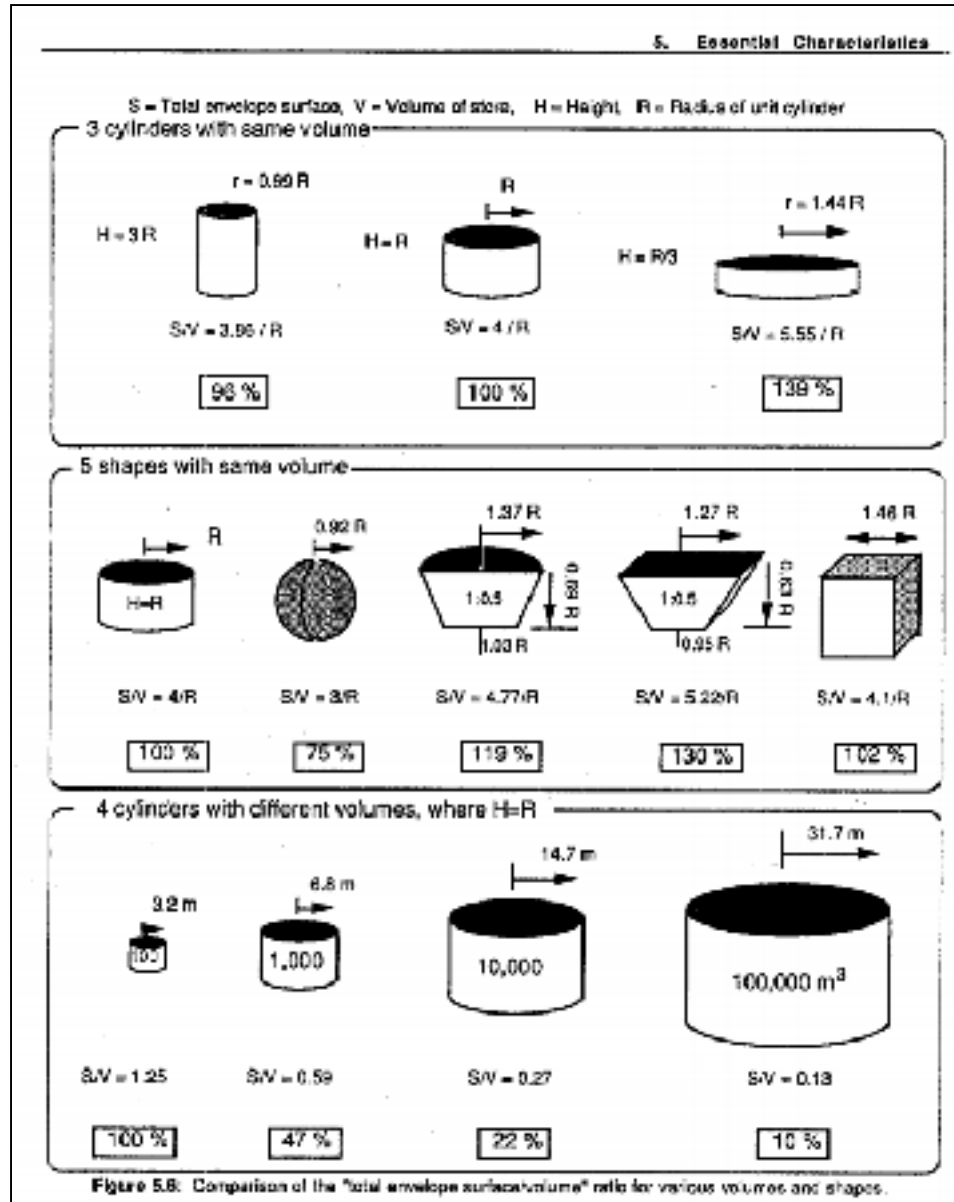 5. Essential Characteristics
S = Total envelope surface, V = Volume of store, H = Height, R = Radius of unit cylinder
3 cylinders with same volume
r = 0.99 R
R
r = 1.44 R
H = 3 R
H = R
H = R/3
S/V = 3.96 / R
S/V = 4 / R
S/V = 5.55 / R
96 %
100 %
139 %
5 shapes with same volume
R
0.92 R
1.37 R
1.27 R
1.46 R
H=R
1:0.5
0.69 R
1:0.5
0.63 R
1.03 R
0.95 R
S/V = 4/R
S/V = 3/R
S/V = 4.77/R
S/V = 5.22/R
S/V = 4.1/R
100 %
75 %
119 %
130 %
102 %
4 cylinders with different volumes, where H=R
3.2 m
6.8 m
14.7 m
31.7 m
100
1,000
10,000
100,000 m³
S/V = 1.25
S/V = 0.59
S/V = 0.27
S/V = 0.13
100 %
47 %
22 %
10 %
Figure 5.6: Comparison of the "total envelope surface/volume" ratio for various volumes and shapes.